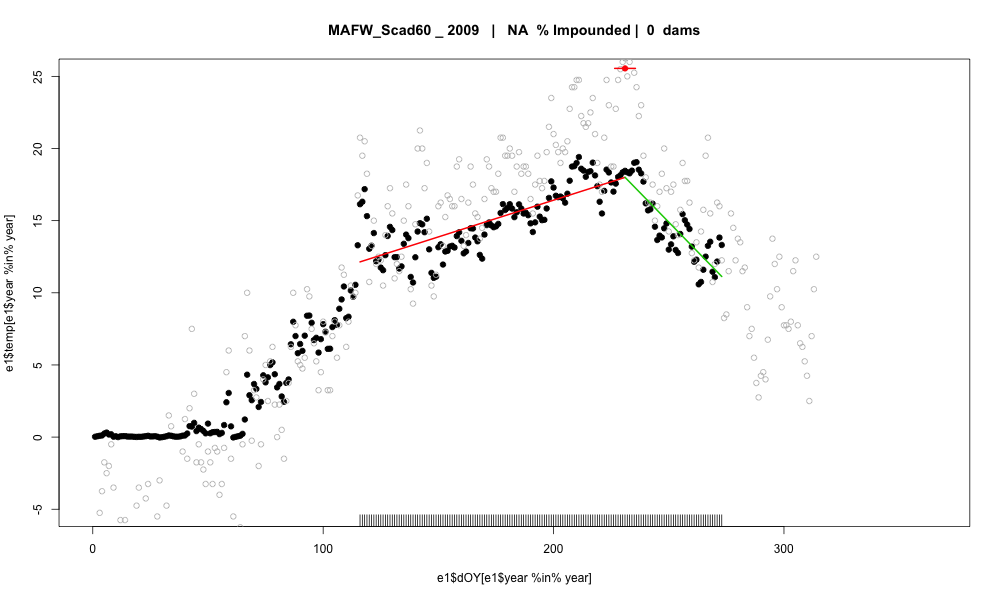 MAFW_Scad60 _ 2009 | NA % Impounded | 0 dams
e1$temp[e1$year %in% year]
25
20
15
10
5
0
-5
0 100 200 300
e1$dOY[e1$year %in% year]